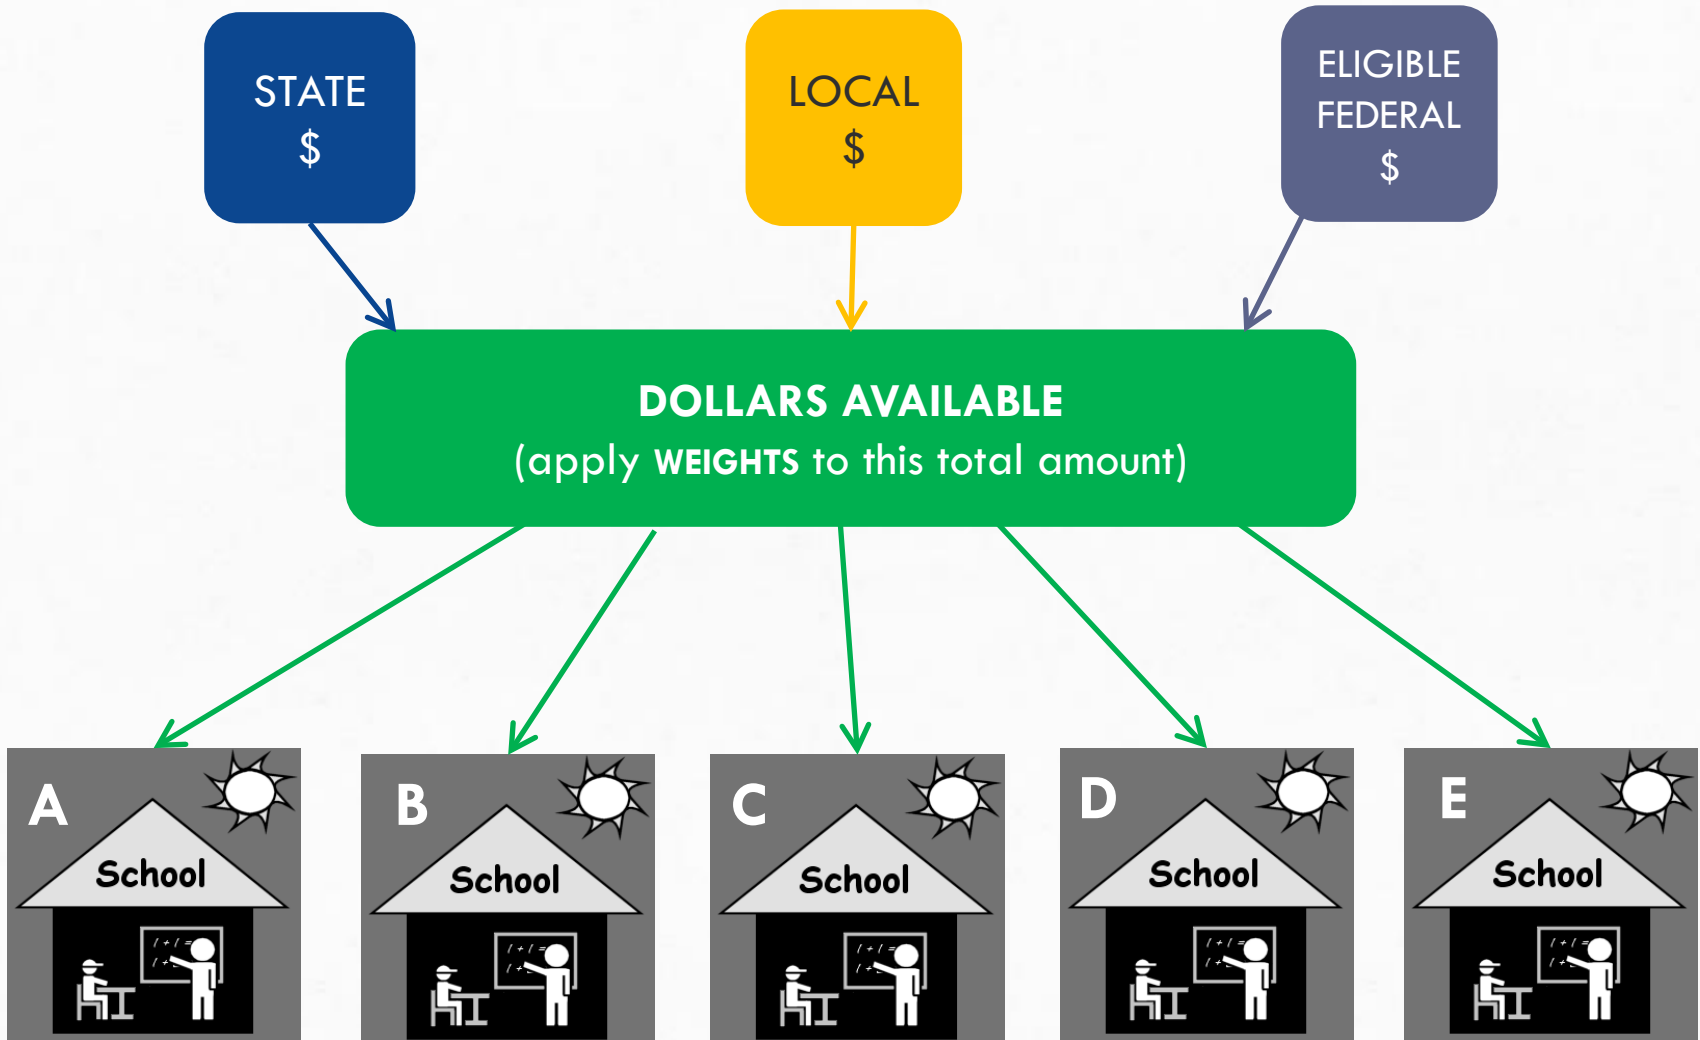 STATE
$
LOCAL
$
ELIGIBLE
FEDERAL
$
DOLLARS AVAILABLE
(apply WEIGHTS to this total amount)
A
School
B
School
C
School
D
School
E
School